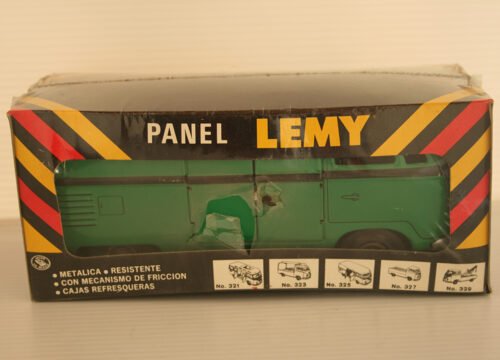 PANEL LEMY
• METALICA • RESISTENTE
• CON MECANISMO DE FRICCION
• CAJAS REFRESQUERAS
No. 321 No. 323 No. 325 No. 327 No. 329